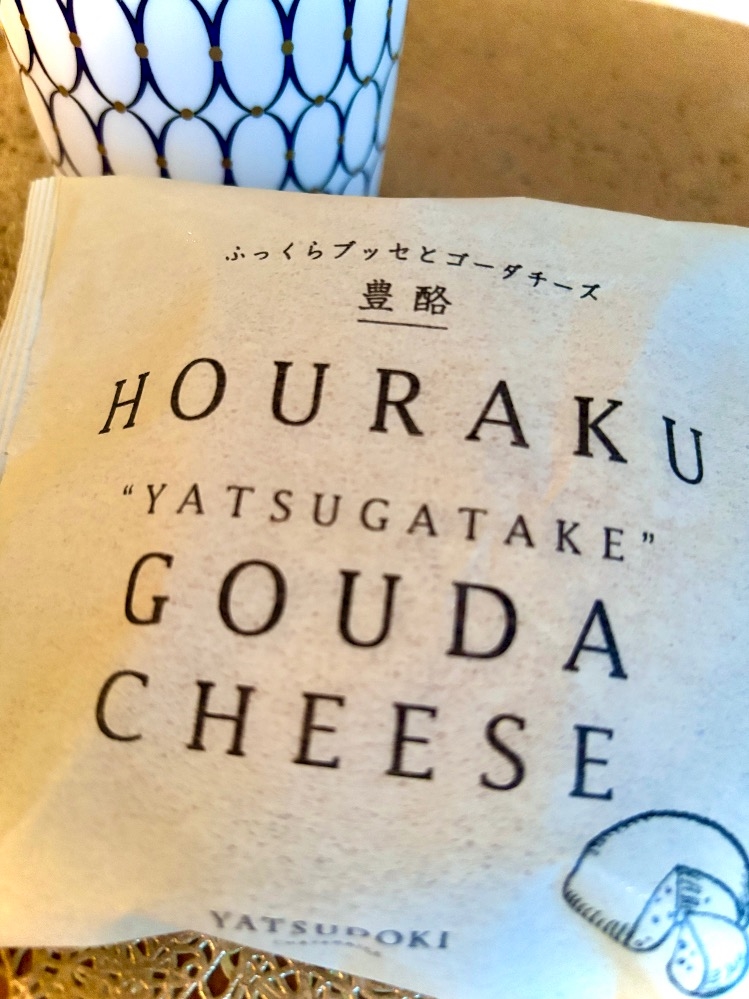 ふっくらブッセとゴーダチーズ
豊酪
HOURAKU
“YATSUGATAKE”
GOUDA
CHEESE
YATSUDOKI